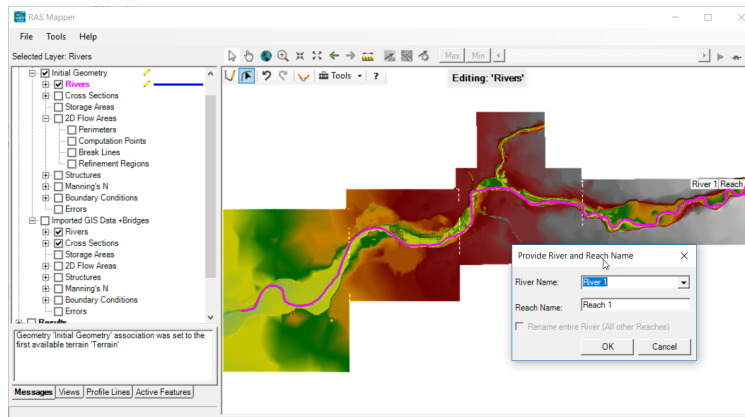 RAS Mapper
File Tools Help
Selected Layer: Rivers
Max Min
Initial Geometry
Rivers
Cross Sections
Storage Areas
2D Flow Areas
Perimeters
Computation Points
Break Lines
Refinement Regions
Structures
Manning's N
Boundary Conditions
Errors
Imported GIS Data +Bridges
Rivers
Cross Sections
Storage Areas
2D Flow Areas
Structures
Manning's N
Boundary Conditions
Errors
Results
Geometry 'Initial Geometry' association was set to the
first available terrain 'Terrain'
Messages Views Profile Lines Active Features
Tools ?
Editing: 'Rivers'
River 1 Reach
Provide River and Reach Name
River Name: River 1
Reach Name: Reach 1
Rename entire River (All other Reaches)
OK Cancel